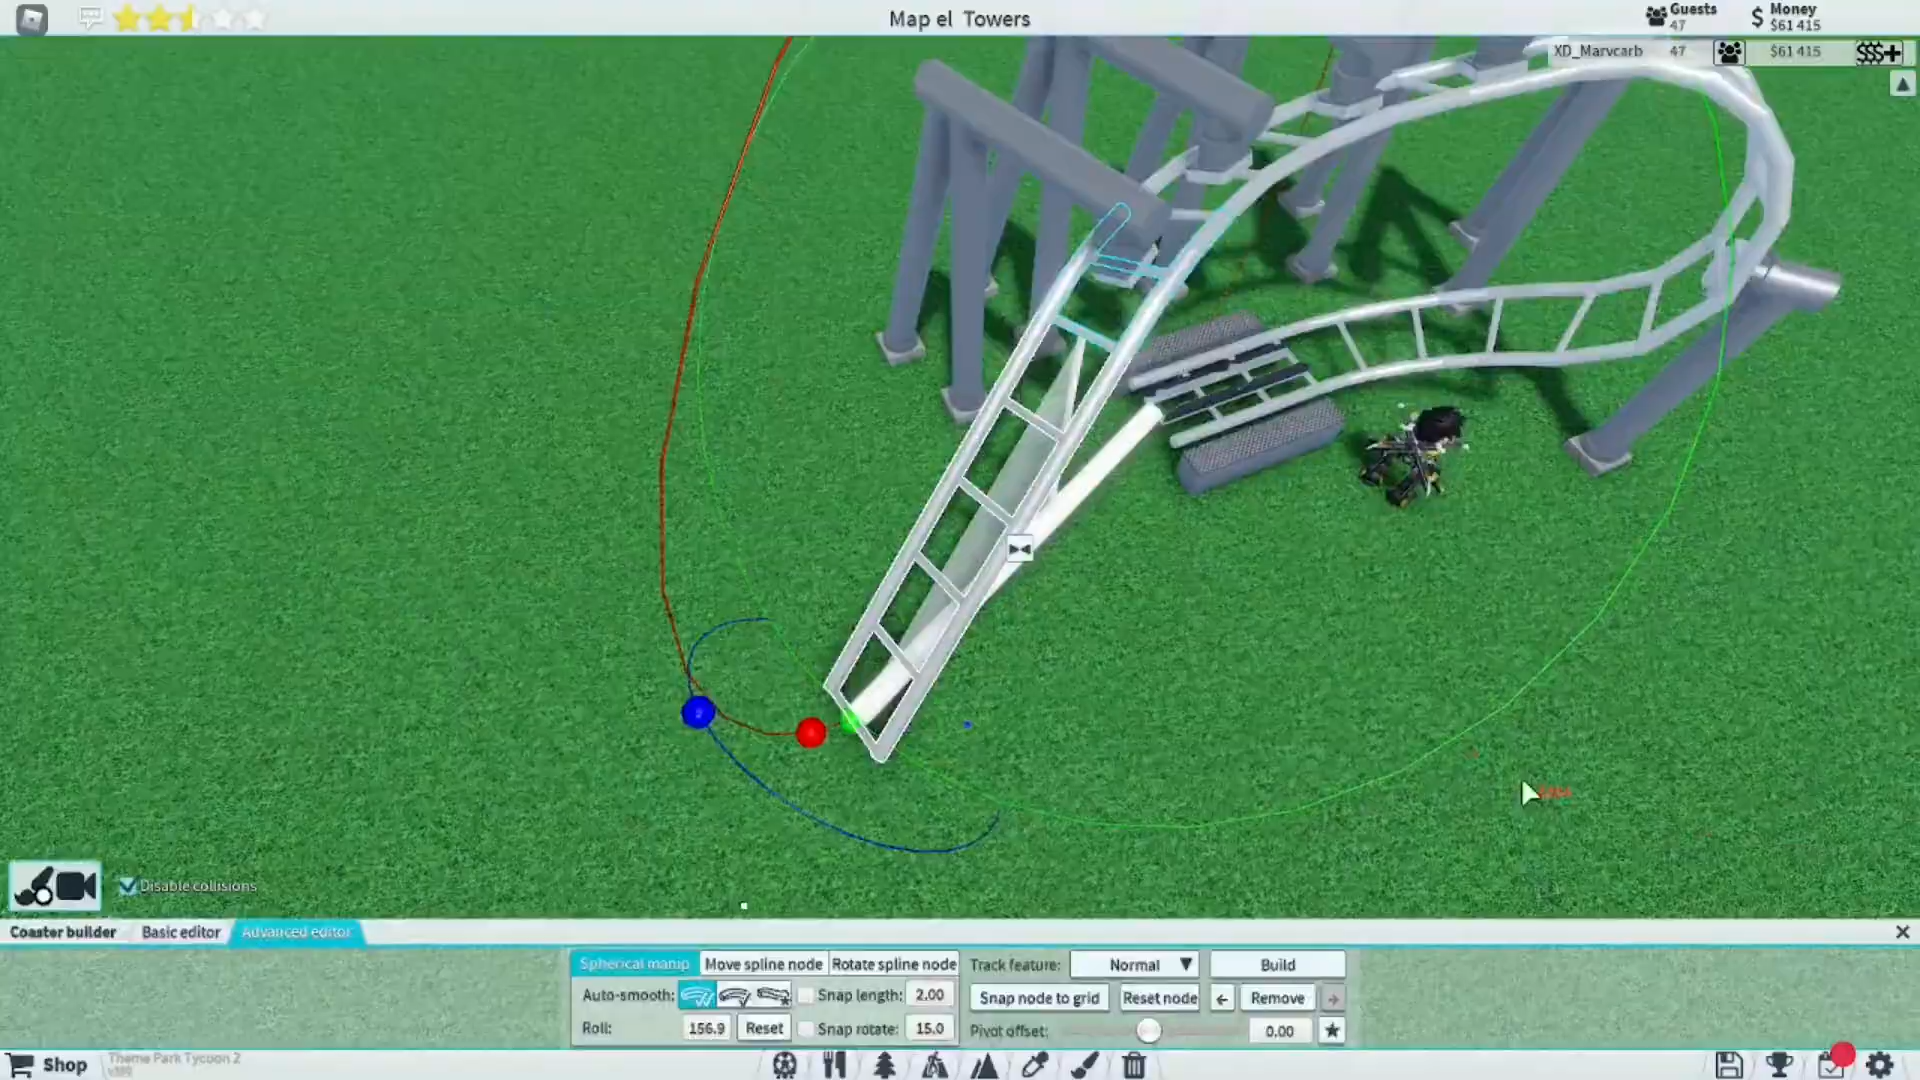 Map el Towers
Guests
47
Money
$61 415
XD_Marvcarb 47 $61 415
Disable collisions
Coaster builder Basic editor Advanced editor
Spherical manip Move spline node Rotate spline node Track feature: Normal Build
Auto-smooth: Snap length: 2.00 Snap node to grid Reset node Remove
Roll: 156.9 Reset Snap rotate: 15.0 Pivot offset: 0.00
Shop
Theme Park Tycoon 2